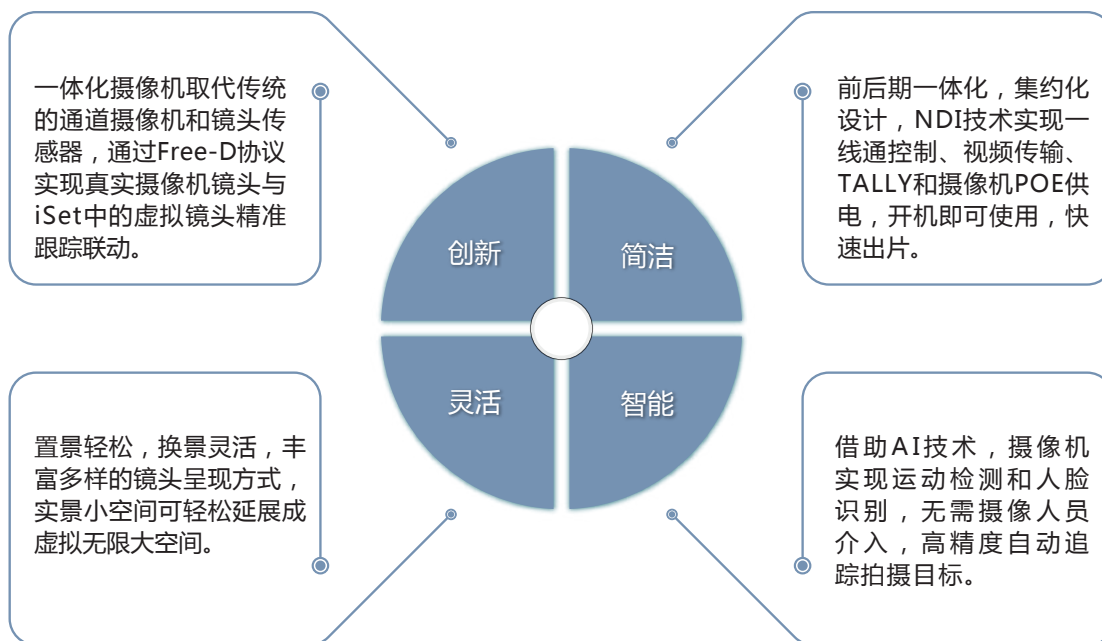 一体化摄像机取代传统
的通道摄像机和镜头传
感器，通过Free-D协议
实现真实摄像机镜头与
iSet中的虚拟镜头精准
跟踪联动。
前后期一体化，集约化
设计，NDI技术实现一
线通控制、视频传输、
TALLY和摄像机POE供
电，开机即可使用，快
速出片。
创新
简洁
灵活
智能
置景轻松，换景灵活，丰
富多样的镜头呈现方式，
实景小空间可轻松延展成
虚拟无限大空间。
借助AI技术，摄像机
实现运动检测和人脸
识别，无需摄像人员
介入，高精度自动追
踪拍摄目标。